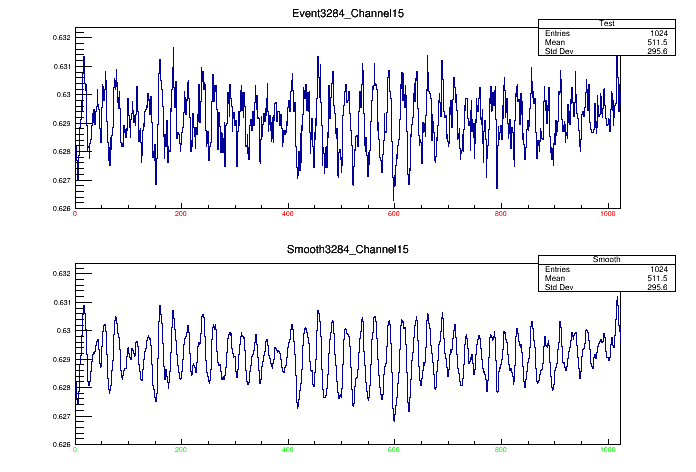 Event3284_Channel15
Test
Entries 1024
Mean 511.5
Std Dev 295.6
0.632
0.631
0.63
0.629
0.628
0.627
0.626
0 200 400 600 800 1000
Smooth3284_Channel15
Smooth
Entries 1024
Mean 511.5
Std Dev 295.6
0.632
0.631
0.63
0.629
0.628
0.627
0.626
0 200 400 600 800 1000